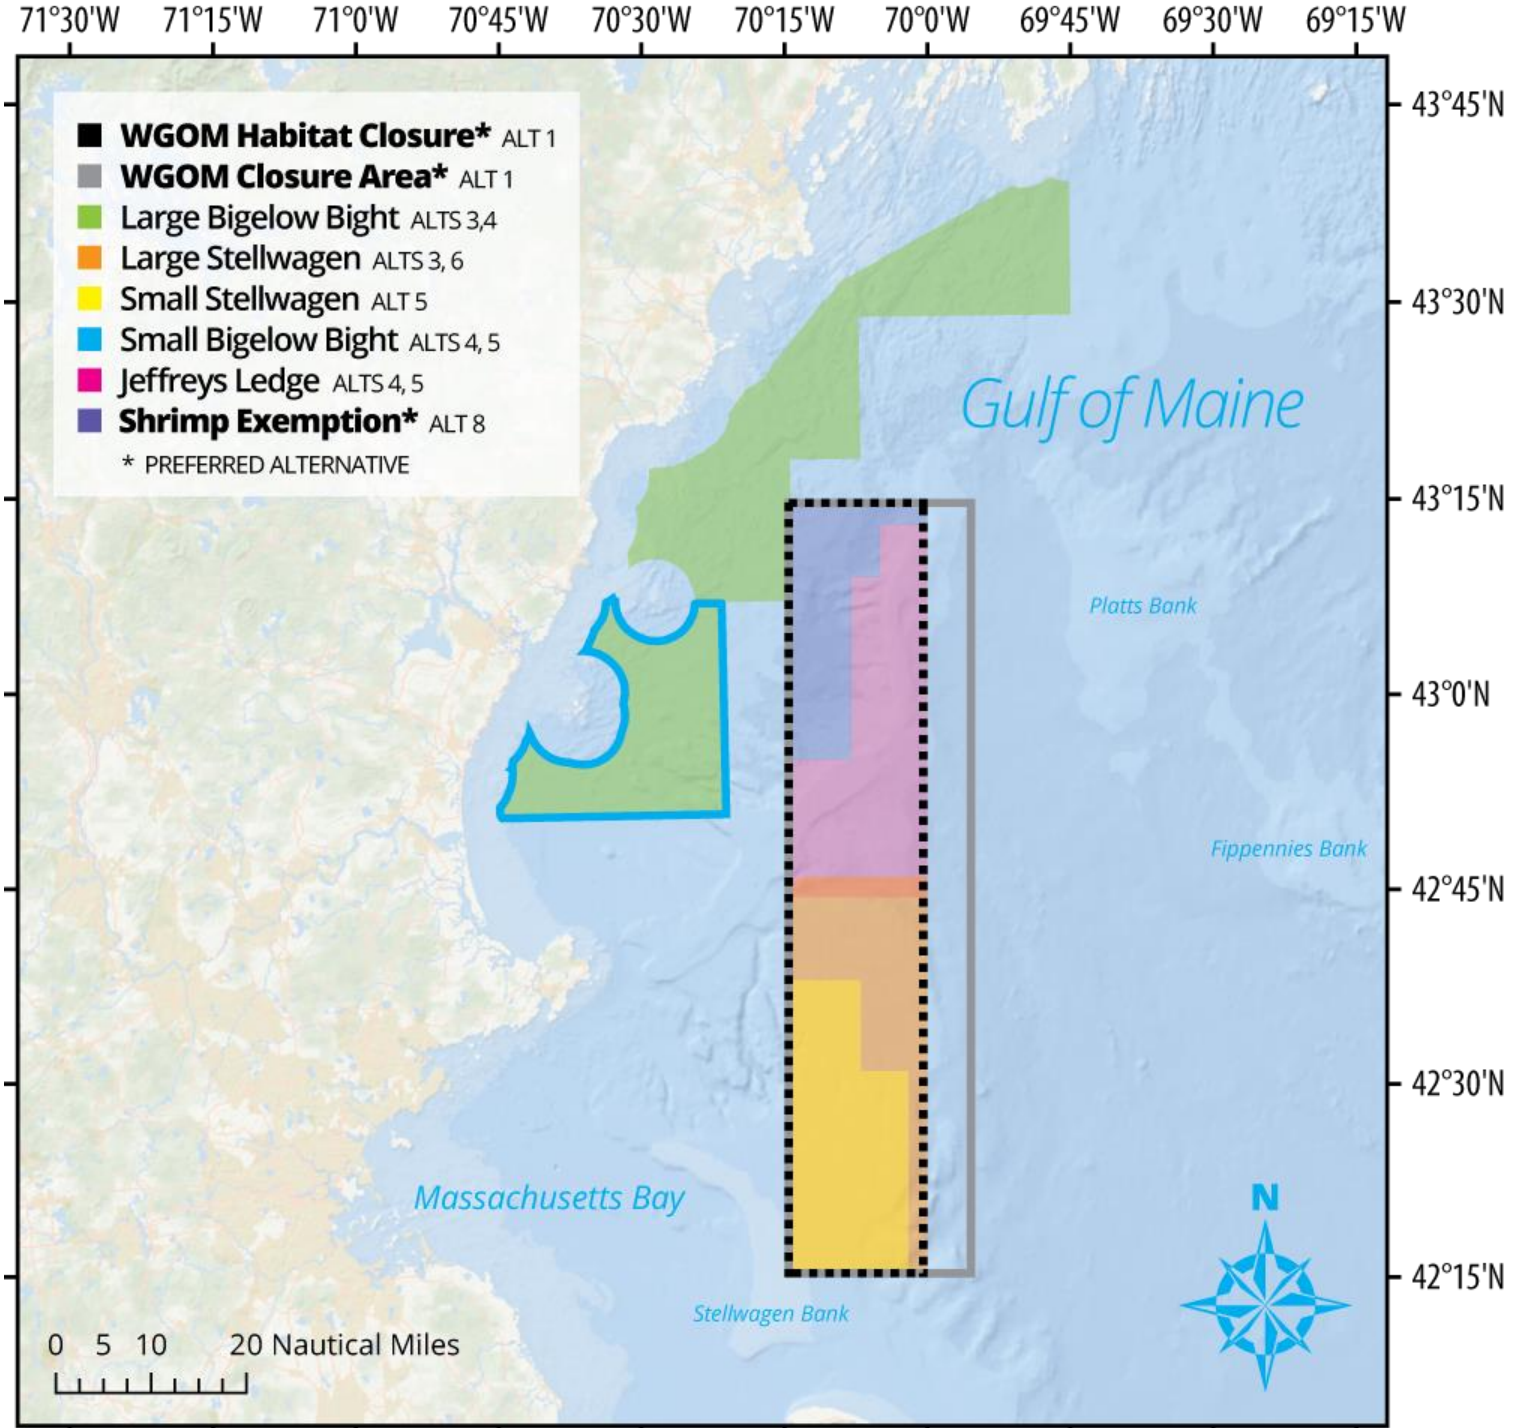 71°30'W 71°15'W 71°0'W 70°45'W 70°30'W 70°15'W 70°0'W 69°45'W 69°30'W 69°15'W
43°45'N
WGOM Habitat Closure* ALT 1
WGOM Closure Area* ALT 1
Large Bigelow Bight ALTS 3,4
Large Stellwagen ALTS 3, 6
Small Stellwagen ALT 5
Small Bigelow Bight ALTS 4, 5
Jeffreys Ledge ALTS 4, 5
Shrimp Exemption* ALT 8
* PREFERRED ALTERNATIVE
43°30'N
Gulf of Maine
43°15'N
Platts Bank
43°0'N
Fippennies Bank
42°45'N
42°30'N
Massachusetts Bay
N
42°15'N
Stellwagen Bank
0 5 10 20 Nautical Miles